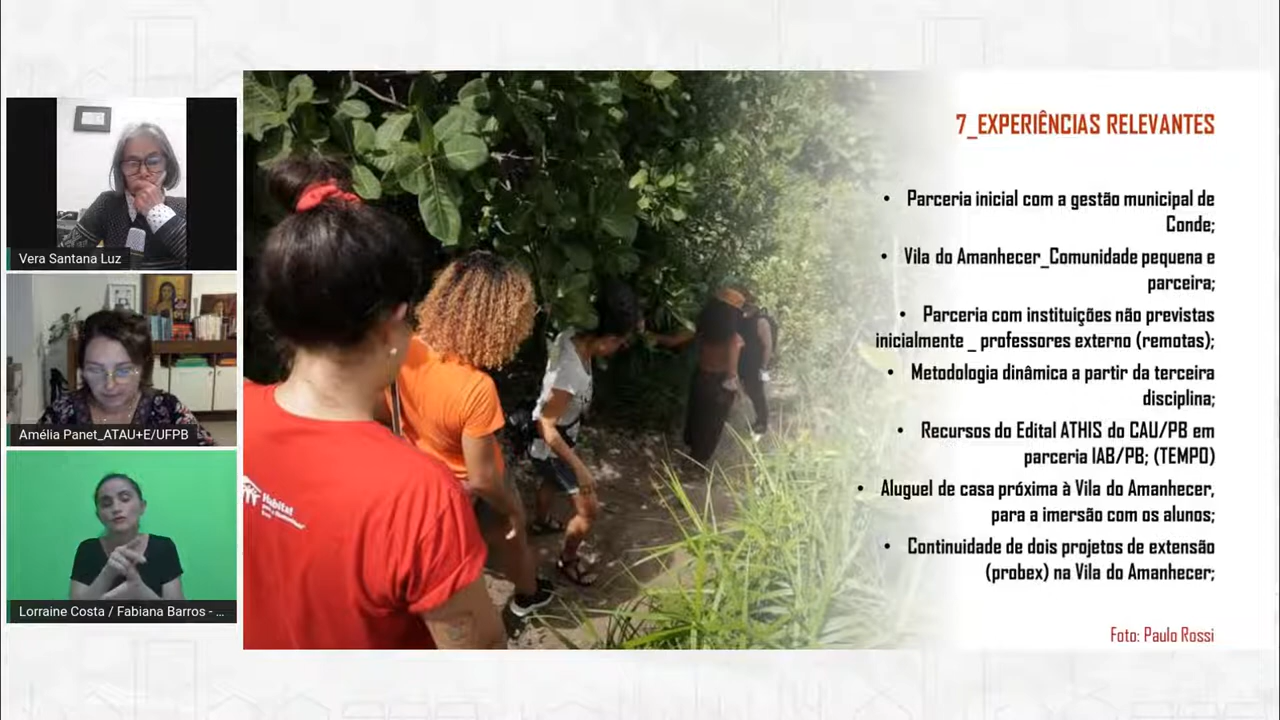 Vera Santana Luz
Amélia Panet_ATAU+E/UFPB
Lorraine Costa / Fabiana Barros - ...
Habitat
para a Humanidade
Brasil
7_EXPERIÊNCIAS RELEVANTES
• Parceria inicial com a gestão municipal de
Conde;
• Vila do Amanhecer_Comunidade pequena e
parceira;
• Parceria com instituições não previstas
inicialmente _ professores externo (remotas);
• Metodologia dinâmica a partir da terceira
disciplina;
• Recursos do Edital ATHIS do CAU/PB em
parceria IAB/PB; (TEMPO)
• Aluguel de casa próxima à Vila do Amanhecer,
para a imersão com os alunos;
• Continuidade de dois projetos de extensão
(probex) na Vila do Amanhecer;
Foto: Paulo Rossi